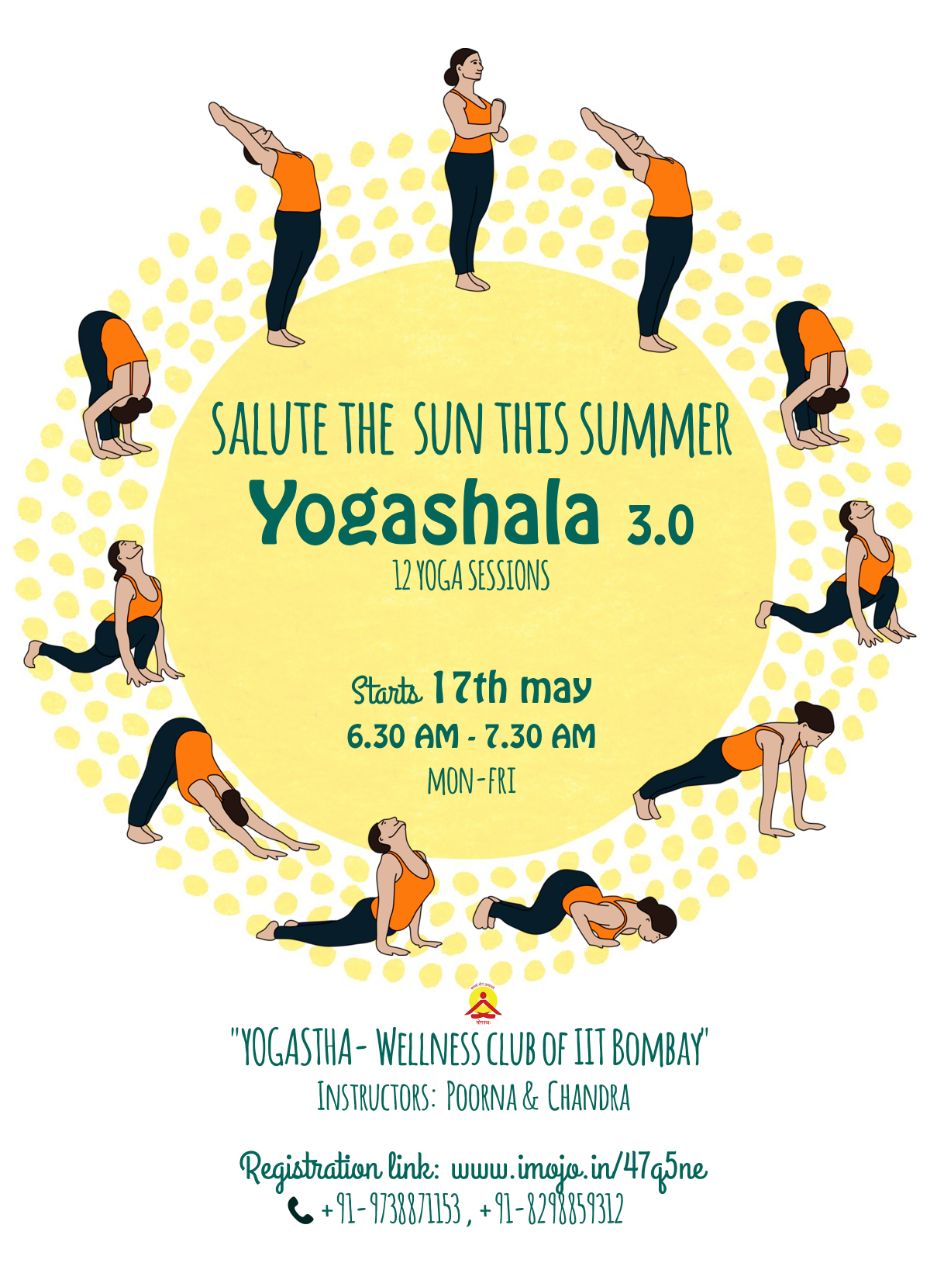 SALUTE THE SUN THIS SUMMER
Yogashala 3.0
12 YOGA SESSIONS
Starts 17th may
6.30 AM - 7.30 AM
MON-FRI
"YOGASTHA- WELLNESS CLUB OF IIT BOMBAY"
INSTRUCTORS: POORNA & CHANDRA
Registration link: www.imojo.in/47q5ne
+91-9738871153 , +91-8298859312